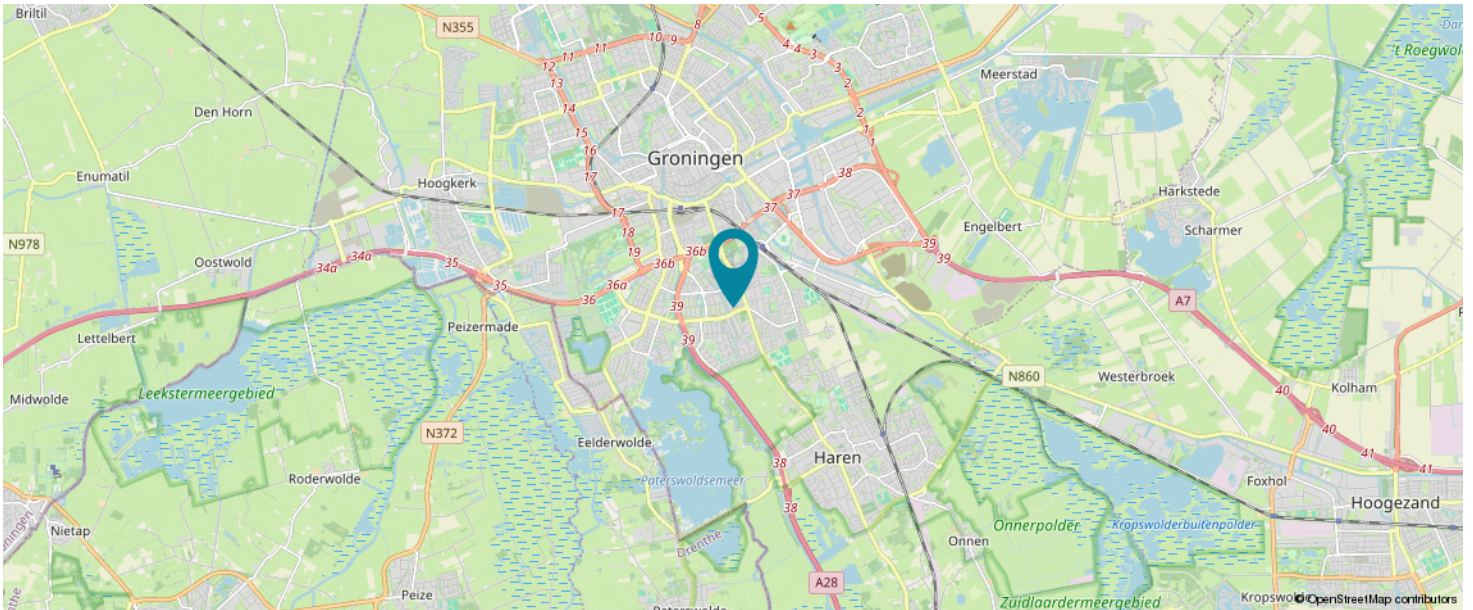 Briltil
N355
8
5
10
9
11
11
12
13
4
4
3
3
2
Meerstad
't Roegwold
Den Horn
14
2
15
1
16
Groningen
Enumatil
Hoogkerk
17
38
37
Harkstede
17
37
18
Engelbert
Scharmer
N978
Oostwold
34a
34a
35
19
36b
36b
39
39
35
36
36a
39
A7
Lettelbert
Peizermade
39
Leekstermeergebied
N860
Westerbroek
40
Kolham
Midwolde
N372
40
Eelderwolde
38
Haren
41
41
Roderwolde
Paterswoldsemeer
38
Foxhol
Hoogezand
Nietap
Onnerpolder
Kropswolderbuitenpolder
Drenthe
Onnen
A28
Peize
Zuidlaardermeergebied
© OpenStreetMap contributors